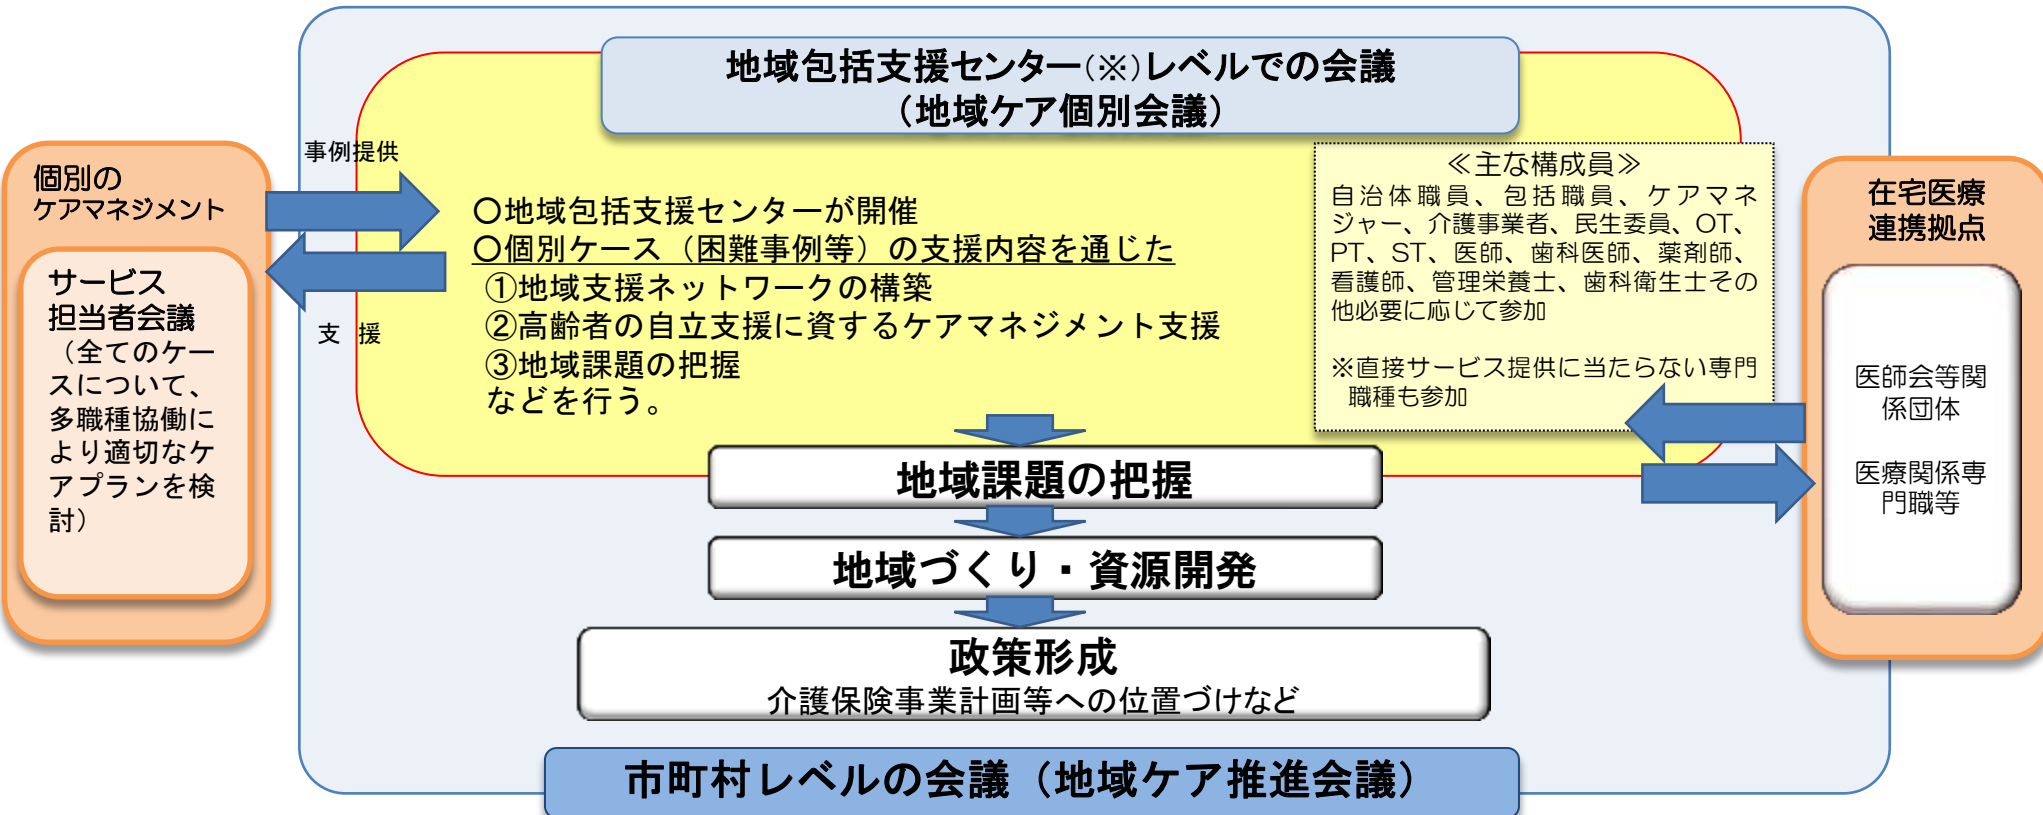 地域包括支援センター(※)レベルでの会議
（地域ケア個別会議）
事例提供
個別の
ケアマネジメント
サービス
担当者会議
（全てのケー
スについて、
多職種協働に
より適切なケ
アプランを検
討）
支 援
〇地域包括支援センターが開催
〇個別ケース（困難事例等）の支援内容を通じた
①地域支援ネットワークの構築
②高齢者の自立支援に資するケアマネジメント支援
③地域課題の把握
などを行う。
≪主な構成員≫
自治体職員、包括職員、ケアマネ
ジャー、介護事業者、民生委員、OT、
PT、ST、医師、歯科医師、薬剤師、
看護師、管理栄養士、歯科衛生士その
他必要に応じて参加
※直接サービス提供に当たらない専門
職種も参加
在宅医療
連携拠点
医師会等関
係団体
医療関係専
門職等
地域課題の把握
地域づくり・資源開発
政策形成
介護保険事業計画等への位置づけなど
市町村レベルの会議（地域ケア推進会議）